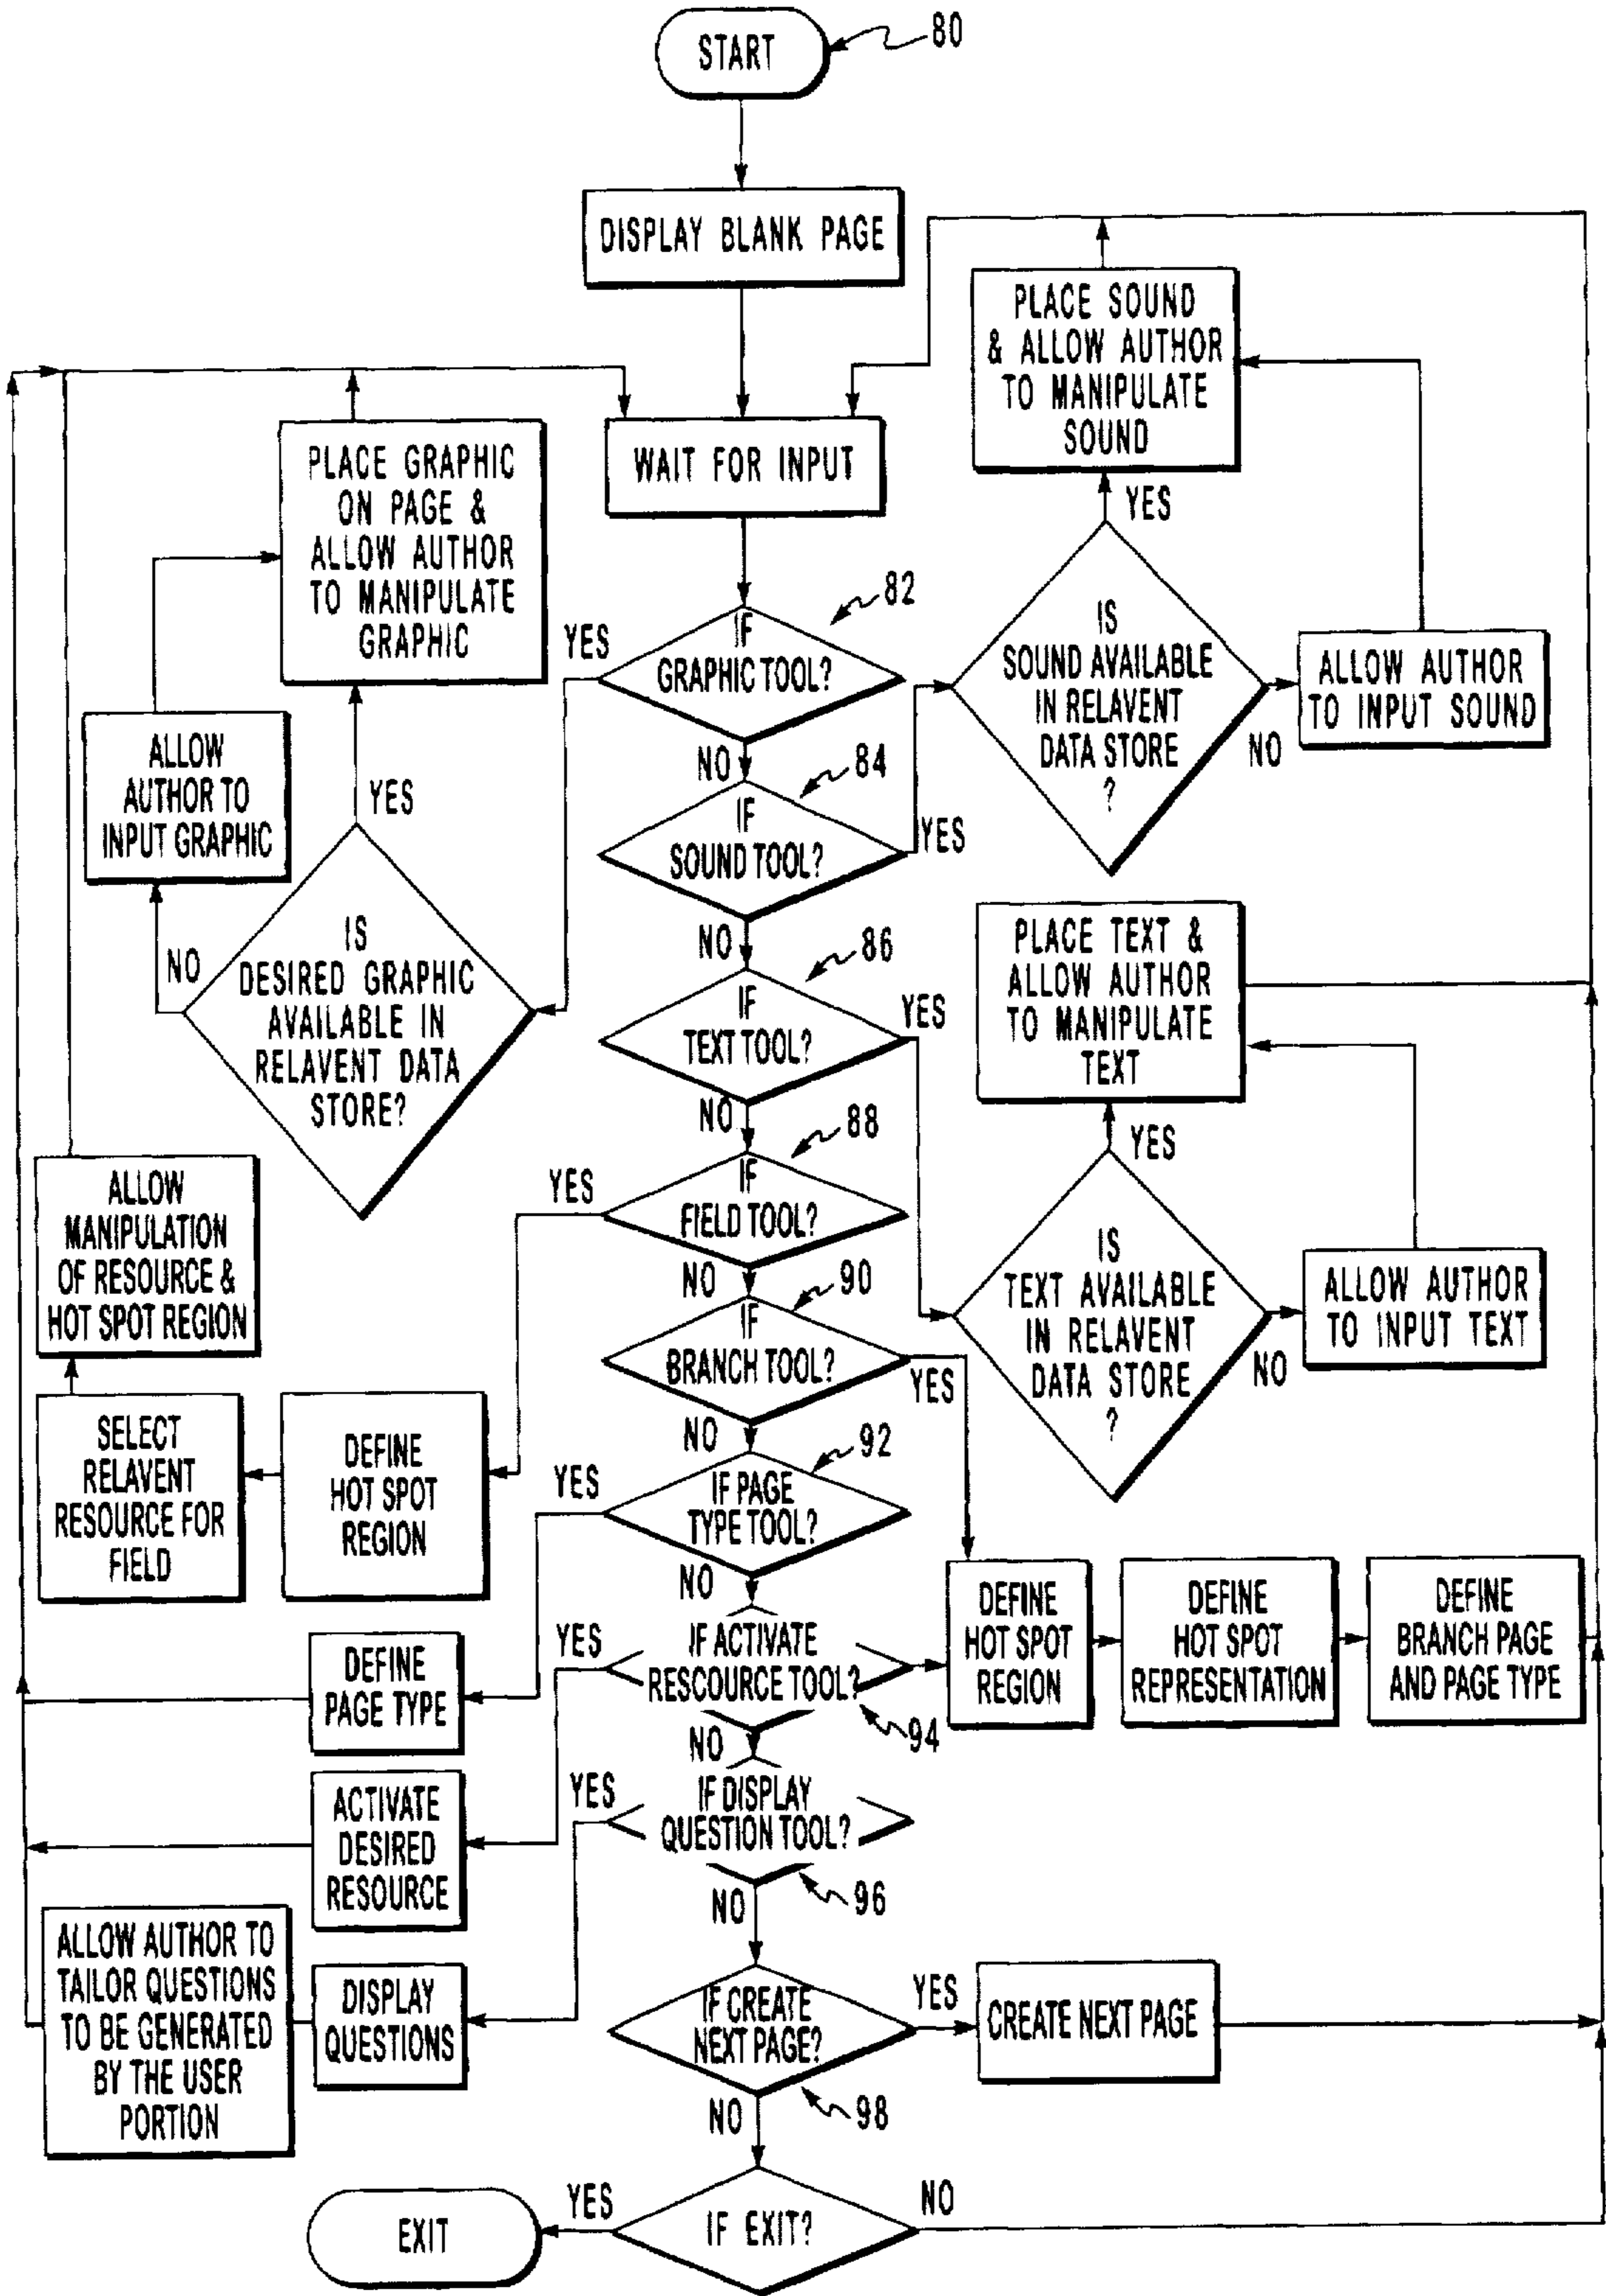 START
80
DISPLAY BLANK PAGE
PLACE SOUND
& ALLOW AUTHOR
TO MANIPULATE
SOUND
WAIT FOR INPUT
PLACE GRAPHIC
ON PAGE &
ALLOW AUTHOR
TO MANIPULATE
GRAPHIC
YES
82
YES
IF
GRAPHIC TOOL?
IS
SOUND AVAILABLE
IN RELAVENT
DATA STORE
?
ALLOW AUTHOR
TO INPUT SOUND
NO
ALLOW
AUTHOR TO
INPUT GRAPHIC
YES
NO
84
IF
SOUND TOOL?
YES
NO
IS
DESIRED GRAPHIC
AVAILABLE IN
RELAVENT DATA
STORE?
NO
86
IF
TEXT TOOL?
YES
PLACE TEXT &
ALLOW AUTHOR
TO MANIPULATE
TEXT
NO
88
YES
ALLOW
MANIPULATION
OF RESOURCE &
HOT SPOT REGION
YES
IF
FIELD TOOL?
IS
TEXT AVAILABLE
IN RELAVENT
DATA STORE
?
ALLOW AUTHOR
TO INPUT TEXT
NO
NO
90
IF
BRANCH TOOL?
YES
SELECT
RELAVENT
RESOURCE FOR
FIELD
DEFINE
HOT SPOT
REGION
NO
92
YES
IF PAGE
TYPE TOOL?
NO
DEFINE
PAGE TYPE
YES
IF ACTIVATE
RESCOURCE TOOL?
94
DEFINE
HOT SPOT
REGION
DEFINE
HOT SPOT
REPRESENTATION
DEFINE
BRANCH PAGE
AND PAGE TYPE
NO
ACTIVATE
DESIRED
RESOURCE
YES
IF DISPLAY
QUESTION TOOL?
96
NO
ALLOW AUTHOR TO
TAILOR QUESTIONS
TO BE GENERATED
BY THE USER
PORTION
DISPLAY
QUESTIONS
IF CREATE
NEXT PAGE?
YES
CREATE NEXT PAGE
98
NO
EXIT
YES
IF EXIT?
NO